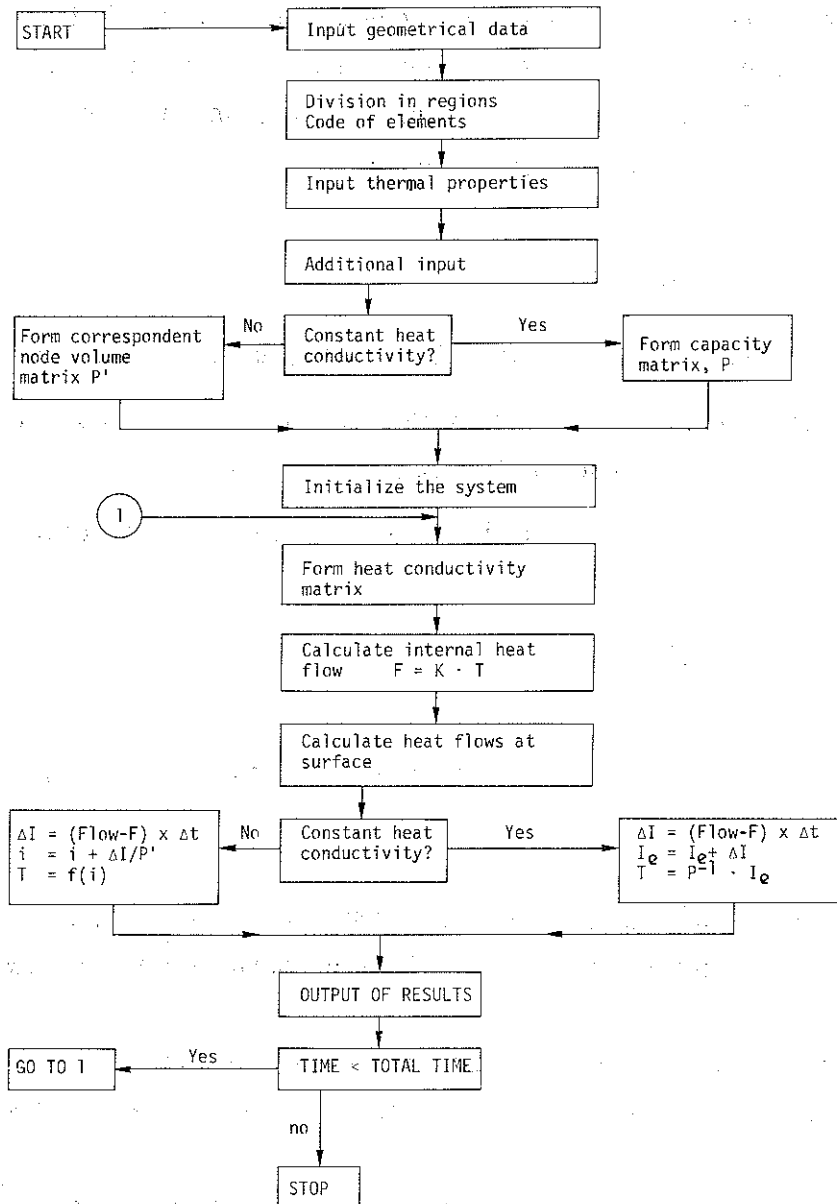 START
Input geometrical data
Division in regions
Code of elements
Input thermal properties
Additional input
No
Yes
Form correspondent
node volume
matrix P'
Constant heat
conductivity?
Form capacity
matrix, P
Initialize the system
1
Form heat conductivity
matrix
Calculate internal heat
flow F = K · T
Calculate heat flows at
surface
ΔI = (Flow-F) x Δt
i = i + ΔI/P'
T = f(i)
No
Constant heat
conductivity?
Yes
ΔI = (Flow-F) x Δt
Ie = Ie + ΔI
T = P-1 · Ie
OUTPUT OF RESULTS
GO TO 1
Yes
TIME < TOTAL TIME
no
STOP